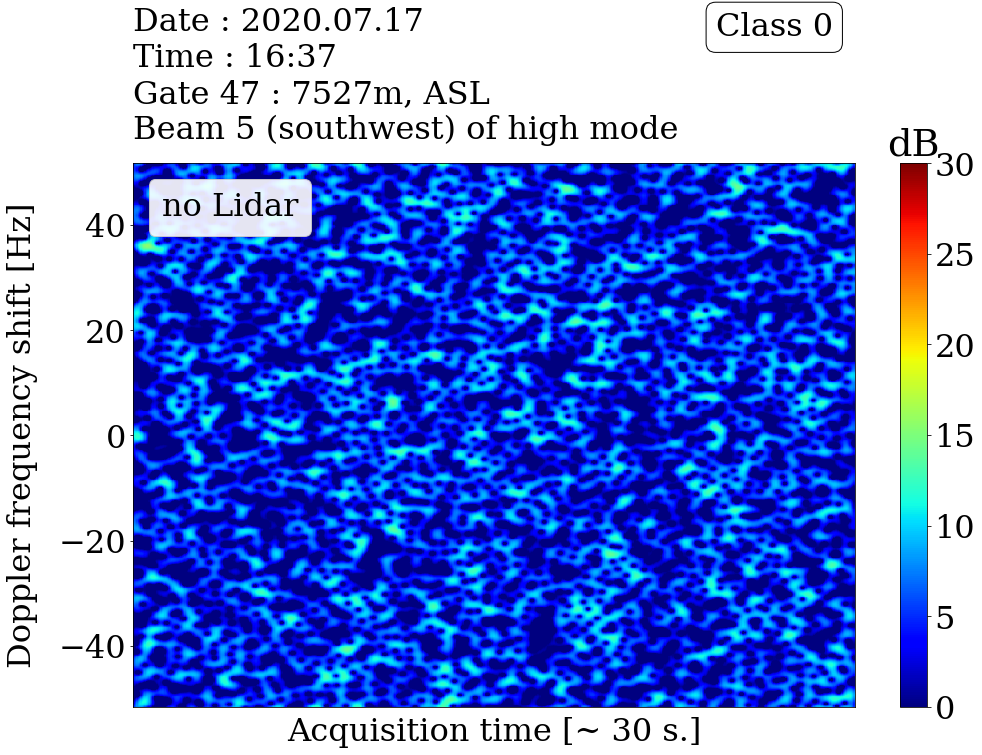 Date : 2020.07.17
Time : 16:37
Gate 47 : 7527m, ASL
Beam 5 (southwest) of high mode
Class 0
dB
no Lidar
Doppler frequency shift [Hz]
40
20
0
−20
−40
Acquisition time [~ 30 s.]
30
25
20
15
10
5
0